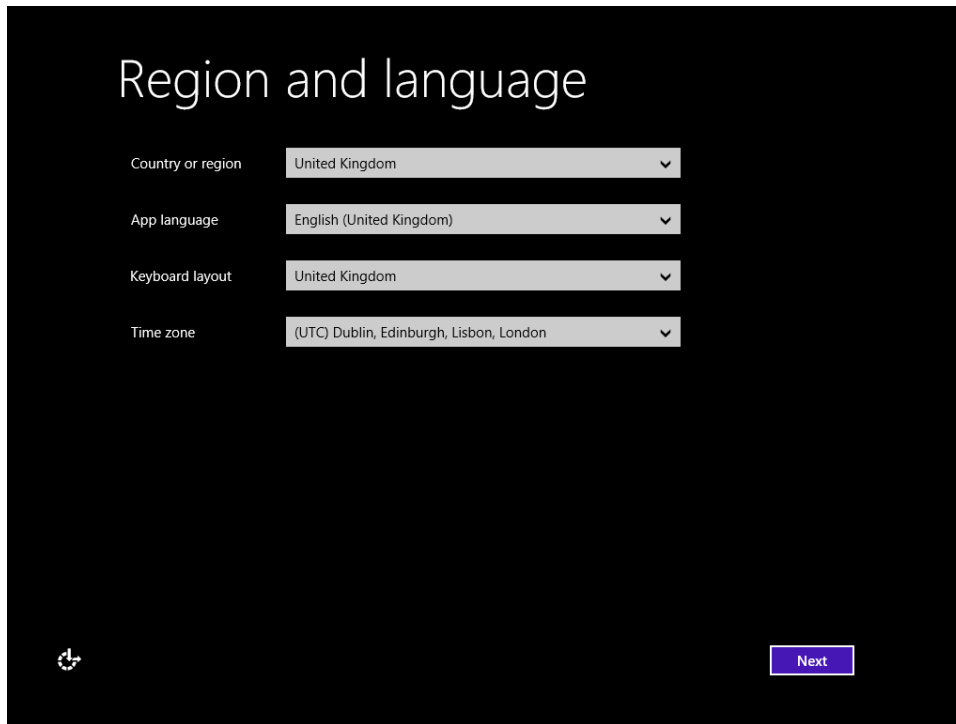 Region and language
Country or region United Kingdom
App language English (United Kingdom)
Keyboard layout United Kingdom
Time zone (UTC) Dublin, Edinburgh, Lisbon, London
Next